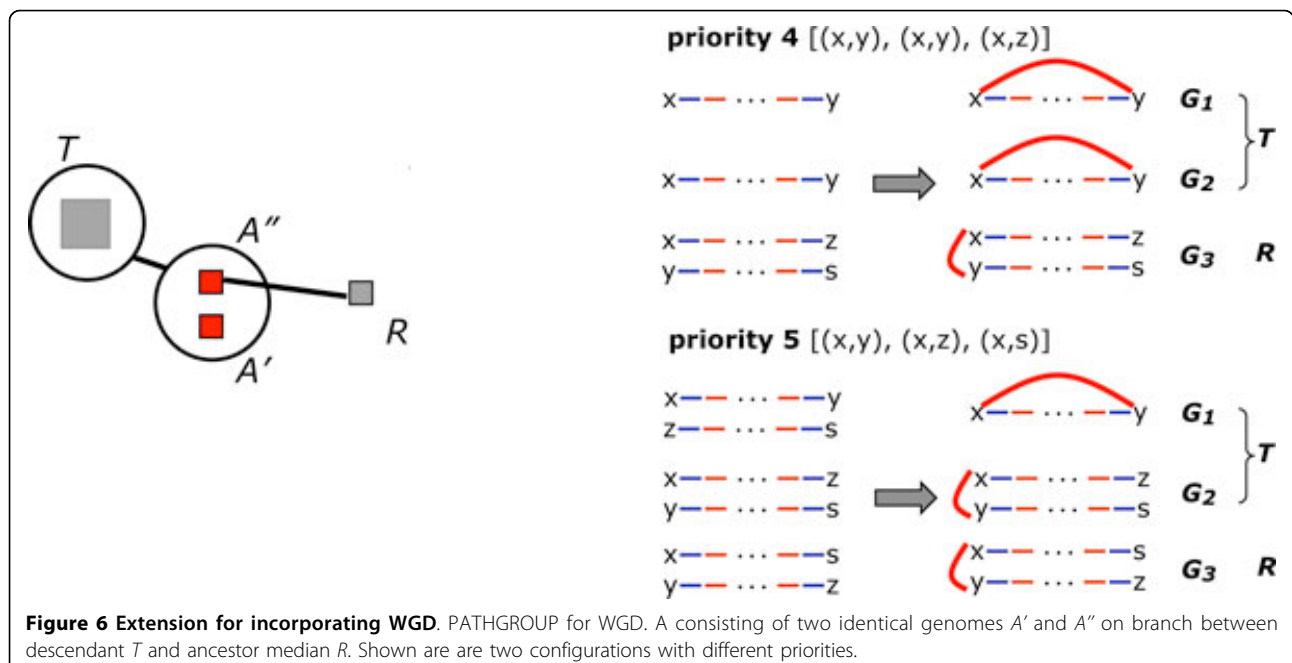 T
A″
A′
R
priority 4 [(x,y), (x,y), (x,z)]
x ... y
x ... y G1
x ... y
x ... y G2
T
x ... z
y ... s
x ... z
y ... s
G3 R
priority 5 [(x,y), (x,z), (x,s)]
x ... y
z ... s
x ... y G1
x ... z
y ... s
x ... z
y ... s
G2
T
x ... s
y ... z
x ... s
y ... z
G3 R
Figure 6 Extension for incorporating WGD. PATHGROUP for WGD. A consisting of two identical genomes A′ and A″ on branch between
descendant T and ancestor median R. Shown are are two configurations with different priorities.